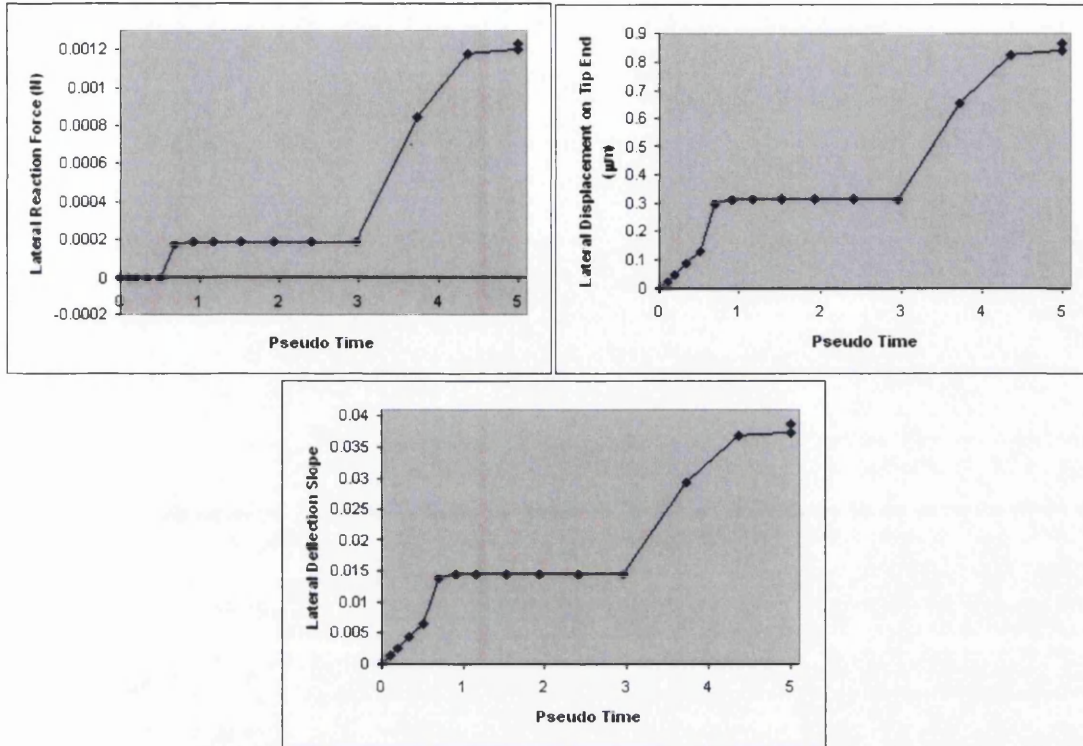 Lateral Reaction Force (N)
0.0012
0.001
0.0008
0.0006
0.0004
0.0002
0
-0.0002
0 1 2 3 4 5
Pseudo Time
Lateral Displacement on Tip End
(μm)
0.9
0.8
0.7
0.6
0.5
0.4
0.3
0.2
0.1
0
0 1 2 3 4 5
Pseudo Time
Lateral Deflection Slope
0.04
0.035
0.03
0.025
0.02
0.015
0.01
0.005
0
0 1 2 3 4 5
Pseudo Time